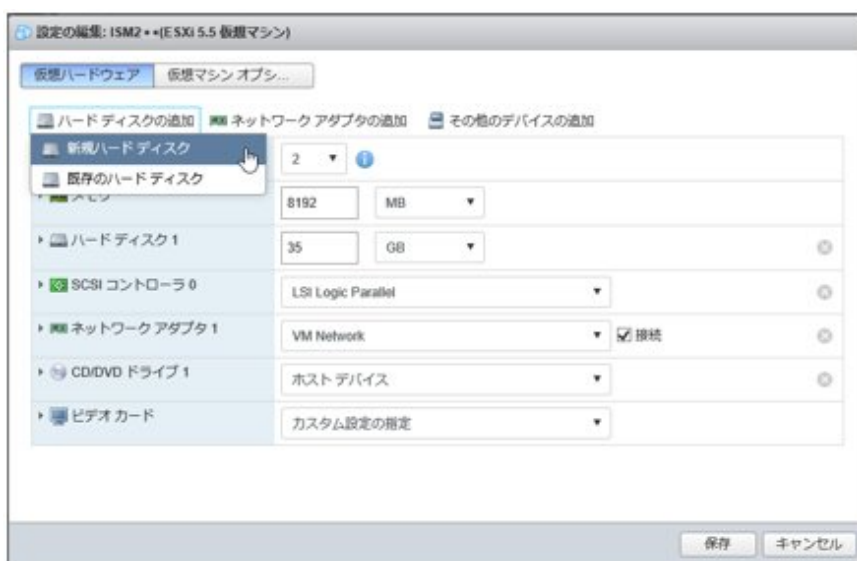 設定の編集: ISM2••(ESXi 5.5 仮想マシン)
仮想ハードウェア 仮想マシン オプシ...
ハード ディスクの追加 ネットワーク アダプタの追加 その他のデバイスの追加
新規ハード ディスク
2
既存のハード ディスク
メモリ 8192 MB
ハード ディスク 1 35 GB
SCSI コントローラ 0 LSI Logic Parallel
ネットワーク アダプタ 1 VM Network 接続
CD/DVD ドライブ 1 ホスト デバイス
ビデオ カード カスタム設定の指定
保存 キャンセル